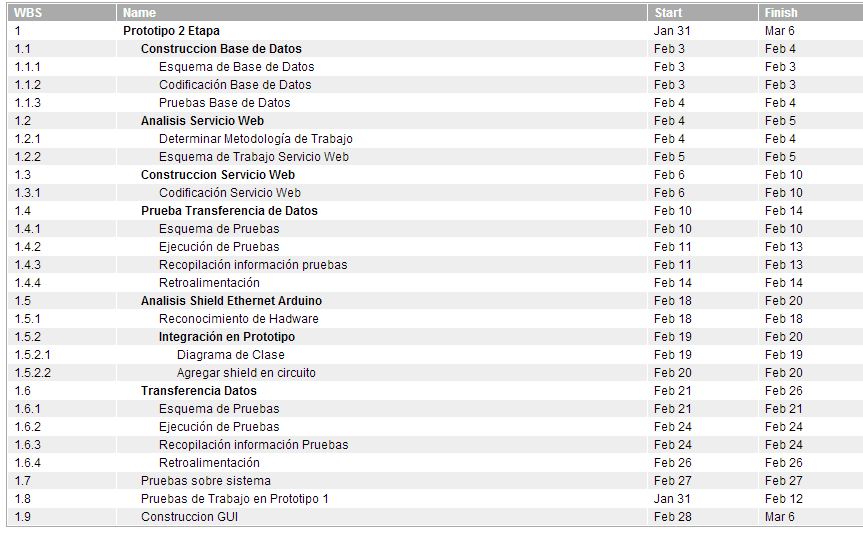 WBS Name Start Finish
1 Prototipo 2 Etapa Jan 31 Mar 6
1.1 Construccion Base de Datos Feb 3 Feb 4
1.1.1 Esquema de Base de Datos Feb 3 Feb 3
1.1.2 Codificación Base de Datos Feb 3 Feb 3
1.1.3 Pruebas Base de Datos Feb 4 Feb 4
1.2 Analisis Servicio Web Feb 4 Feb 5
1.2.1 Determinar Metodología de Trabajo Feb 4 Feb 4
1.2.2 Esquema de Trabajo Servicio Web Feb 5 Feb 5
1.3 Construccion Servicio Web Feb 6 Feb 10
1.3.1 Codificación Servicio Web Feb 6 Feb 10
1.4 Prueba Transferencia de Datos Feb 10 Feb 14
1.4.1 Esquema de Pruebas Feb 10 Feb 10
1.4.2 Ejecución de Pruebas Feb 11 Feb 13
1.4.3 Recopilación información pruebas Feb 11 Feb 13
1.4.4 Retroalimentación Feb 14 Feb 14
1.5 Analisis Shield Ethernet Arduino Feb 18 Feb 20
1.5.1 Reconocimiento de Hadware Feb 18 Feb 18
1.5.2 Integración en Prototipo Feb 19 Feb 20
1.5.2.1 Diagrama de Clase Feb 19 Feb 19
1.5.2.2 Agregar shield en circuito Feb 20 Feb 20
1.6 Transferencia Datos Feb 21 Feb 26
1.6.1 Esquema de Pruebas Feb 21 Feb 21
1.6.2 Ejecución de Pruebas Feb 24 Feb 24
1.6.3 Recopilación información Pruebas Feb 24 Feb 24
1.6.4 Retroalimentación Feb 26 Feb 26
1.7 Pruebas sobre sistema Feb 27 Feb 27
1.8 Pruebas de Trabajo en Prototipo 1 Jan 31 Feb 12
1.9 Construccion GUI Feb 28 Mar 6